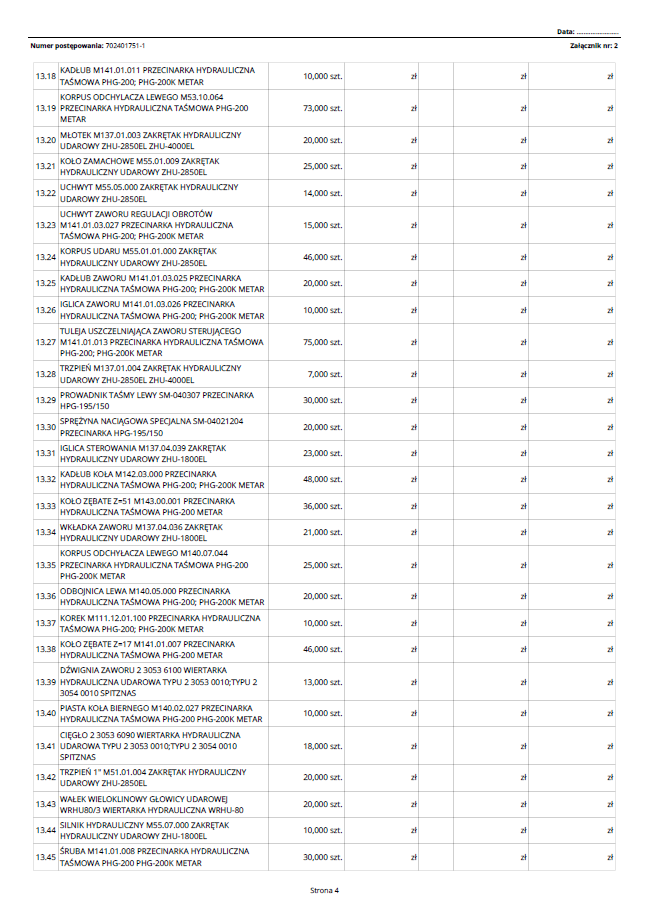 Data: ......................
Numer postępowania: 702401751-1 Załącznik nr: 2
13.18 KADŁUB M141.01.011 PRZECINARKA HYDRAULICZNA TAŚMOWA PHG-200; PHG-200K METAR 10,000 szt. zł zł zł
13.19 KORPUS ODCHYLACZA LEWEGO M53.10.064 PRZECINARKA HYDRAULICZNA TAŚMOWA PHG-200 METAR 73,000 szt. zł zł zł
13.20 MŁOTEK M137.01.003 ZAKRĘTAK HYDRAULICZNY UDAROWY ZHU-2850EL ZHU-4000EL 20,000 szt. zł zł zł
13.21 KOŁO ZAMACHOWE M55.01.009 ZAKRĘTAK HYDRAULICZNY UDAROWY ZHU-2850EL 25,000 szt. zł zł zł
13.22 UCHWYT M55.05.000 ZAKRĘTAK HYDRAULICZNY UDAROWY ZHU-2850EL 14,000 szt. zł zł zł
13.23 UCHWYT ZAWORU REGULACJI OBROTÓW M141.01.03.027 PRZECINARKA HYDRAULICZNA TAŚMOWA PHG-200; PHG-200K METAR 15,000 szt. zł zł zł
13.24 KORPUS UDARU M55.01.01.000 ZAKRĘTAK HYDRAULICZNY UDAROWY ZHU-2850EL 46,000 szt. zł zł zł
13.25 KADŁUB ZAWORU M141.01.03.025 PRZECINARKA HYDRAULICZNA TAŚMOWA PHG-200; PHG-200K METAR 20,000 szt. zł zł zł
13.26 IGLICA ZAWORU M141.01.03.026 PRZECINARKA HYDRAULICZNA TAŚMOWA PHG-200; PHG-200K METAR 10,000 szt. zł zł zł
13.27 TULEJA USZCZELNIAJĄCA ZAWORU STERUJĄCEGO M141.01.013 PRZECINARKA HYDRAULICZNA TAŚMOWA PHG-200; PHG-200K METAR 75,000 szt. zł zł zł
13.28 TRZPIEŃ M137.01.004 ZAKRĘTAK HYDRAULICZNY UDAROWY ZHU-2850EL ZHU-4000EL 7,000 szt. zł zł zł
13.29 PROWADNIK TAŚMY LEWY SM-040307 PRZECINARKA HPG-195/150 30,000 szt. zł zł zł
13.30 SPRĘŻYNA NACIĄGOWA SPECJALNA SM-04021204 PRZECINARKA HPG-195/150 20,000 szt. zł zł zł
13.31 IGLICA STEROWANIA M137.04.039 ZAKRĘTAK HYDRAULICZNY UDAROWY ZHU-1800EL 23,000 szt. zł zł zł
13.32 KADŁUB KOŁA M142.03.000 PRZECINARKA HYDRAULICZNA TAŚMOWA PHG-200; PHG-200K METAR 48,000 szt. zł zł zł
13.33 KOŁO ZĘBATE Z=51 M143.00.001 PRZECINARKA HYDRAULICZNA TAŚMOWA PHG-200 METAR 36,000 szt. zł zł zł
13.34 WKŁADKA ZAWORU M137.04.036 ZAKRĘTAK HYDRAULICZNY UDAROWY ZHU-1800EL 21,000 szt. zł zł zł
13.35 KORPUS ODCHYŁACZA LEWEGO M140.07.044 PRZECINARKA HYDRAULICZNA TAŚMOWA PHG-200 PHG-200K METAR 25,000 szt. zł zł zł
13.36 ODBOJNICA LEWA M140.05.000 PRZECINARKA HYDRAULICZNA TAŚMOWA PHG-200; PHG-200K METAR 20,000 szt. zł zł zł
13.37 KOREK M111.12.01.100 PRZECINARKA HYDRAULICZNA TAŚMOWA PHG-200; PHG-200K METAR 10,000 szt. zł zł zł
13.38 KOŁO ZĘBATE Z=17 M141.01.007 PRZECINARKA HYDRAULICZNA TAŚMOWA PHG-200 METAR 46,000 szt. zł zł zł
13.39 DŹWIGNIA ZAWORU 2 3053 6100 WIERTARKA HYDRAULICZNA UDAROWA TYPU 2 3053 0010;TYPU 2 3054 0010 SPITZNAS 13,000 szt. zł zł zł
13.40 PIASTA KOŁA BIERNEGO M140.02.027 PRZECINARKA HYDRAULICZNA TAŚMOWA PHG-200 PHG-200K METAR 10,000 szt. zł zł zł
13.41 CIĘGŁO 2 3053 6090 WIERTARKA HYDRAULICZNA UDAROWA TYPU 2 3053 0010;TYPU 2 3054 0010 SPITZNAS 18,000 szt. zł zł zł
13.42 TRZPIEŃ 1" M51.01.004 ZAKRĘTAK HYDRAULICZNY UDAROWY ZHU-2850EL 20,000 szt. zł zł zł
13.43 WAŁEK WIELOKLINOWY GŁOWICY UDAROWEJ WRHU80/3 WIERTARKA HYDRAULICZNA WRHU-80 20,000 szt. zł zł zł
13.44 SILNIK HYDRAULICZNY M55.07.000 ZAKRĘTAK HYDRAULICZNY UDAROWY ZHU-1800EL 10,000 szt. zł zł zł
13.45 ŚRUBA M141.01.008 PRZECINARKA HYDRAULICZNA TAŚMOWA PHG-200 PHG-200K METAR 30,000 szt. zł zł zł
Strona 4